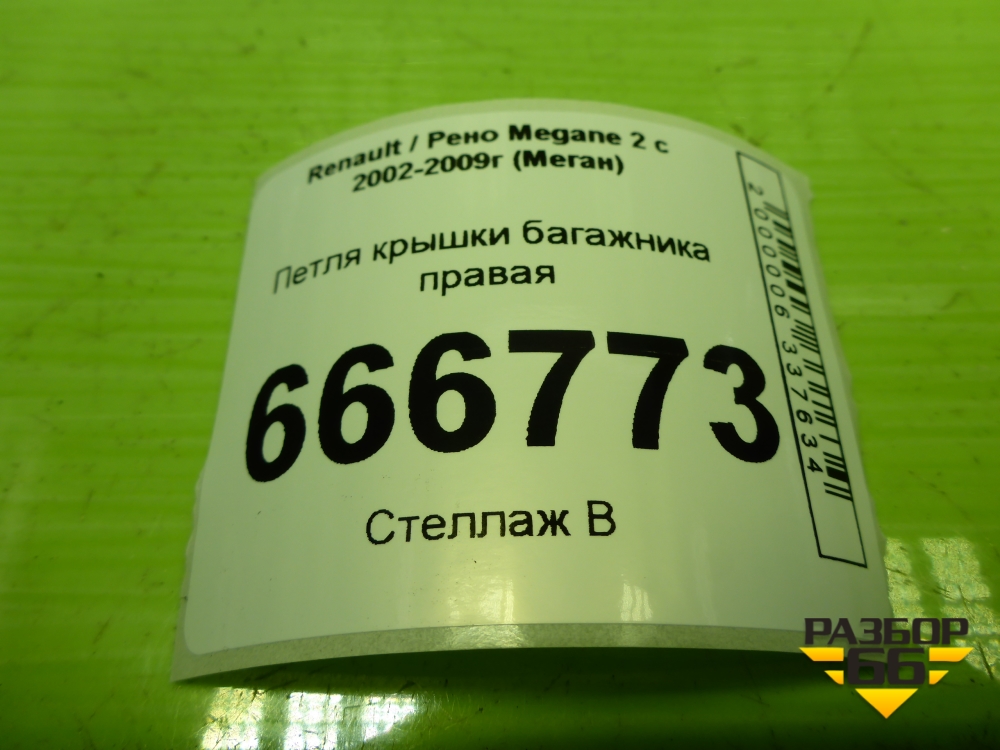 Renault / Рено Megane 2 с
2002-2009г (Меган)
Петля крышки багажника
правая
666773
Стеллаж В
2000006337634
РАЗБОР
66